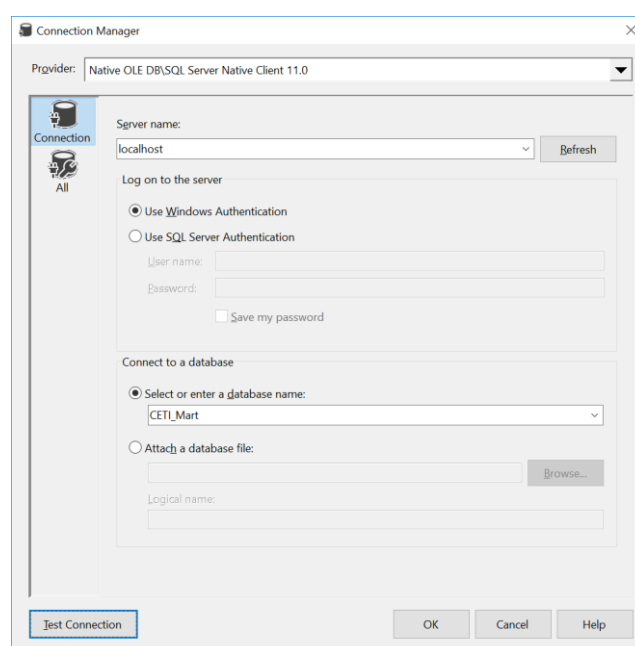 Connection Manager
Provider: Native OLE DB\SQL Server Native Client 11.0
Connection
All
Server name:
localhost
Refresh
Log on to the server
Use Windows Authentication
Use SQL Server Authentication
User name:
Password:
Save my password
Connect to a database
Select or enter a database name:
CETI_Mart
Attach a database file:
Browse...
Logical name:
Test Connection OK Cancel Help